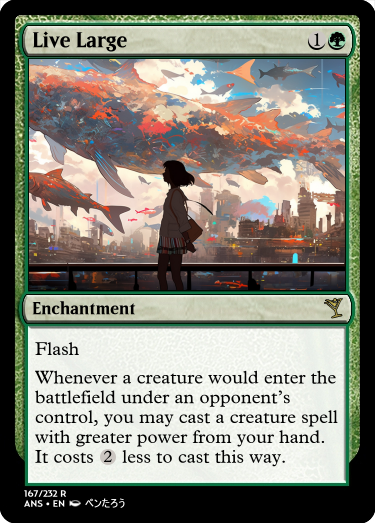 Live Large 1
Enchantment
Flash
Whenever a creature would enter the
battlefield under an opponent's
control, you may cast a creature spell
with greater power from your hand.
It costs 2 less to cast this way.
167/232 R
ANS • EN ペンたろう